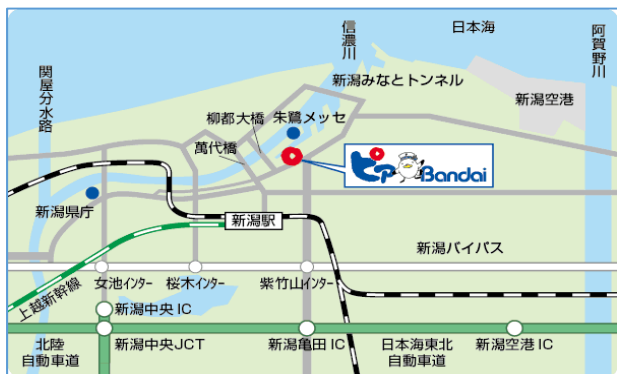 日本海
信濃川
阿賀野川
関屋分水路
新潟みなとトンネル
新潟空港
柳都大橋
朱鷺メッセ
萬代橋
ピア Bandai
新潟県庁
新潟駅
新潟バイパス
上越新幹線
女池インター
桜木インター
紫竹山インター
新潟中央IC
北陸
自動車道
新潟中央JCT
新潟亀田IC
日本海東北
自動車道
新潟空港IC